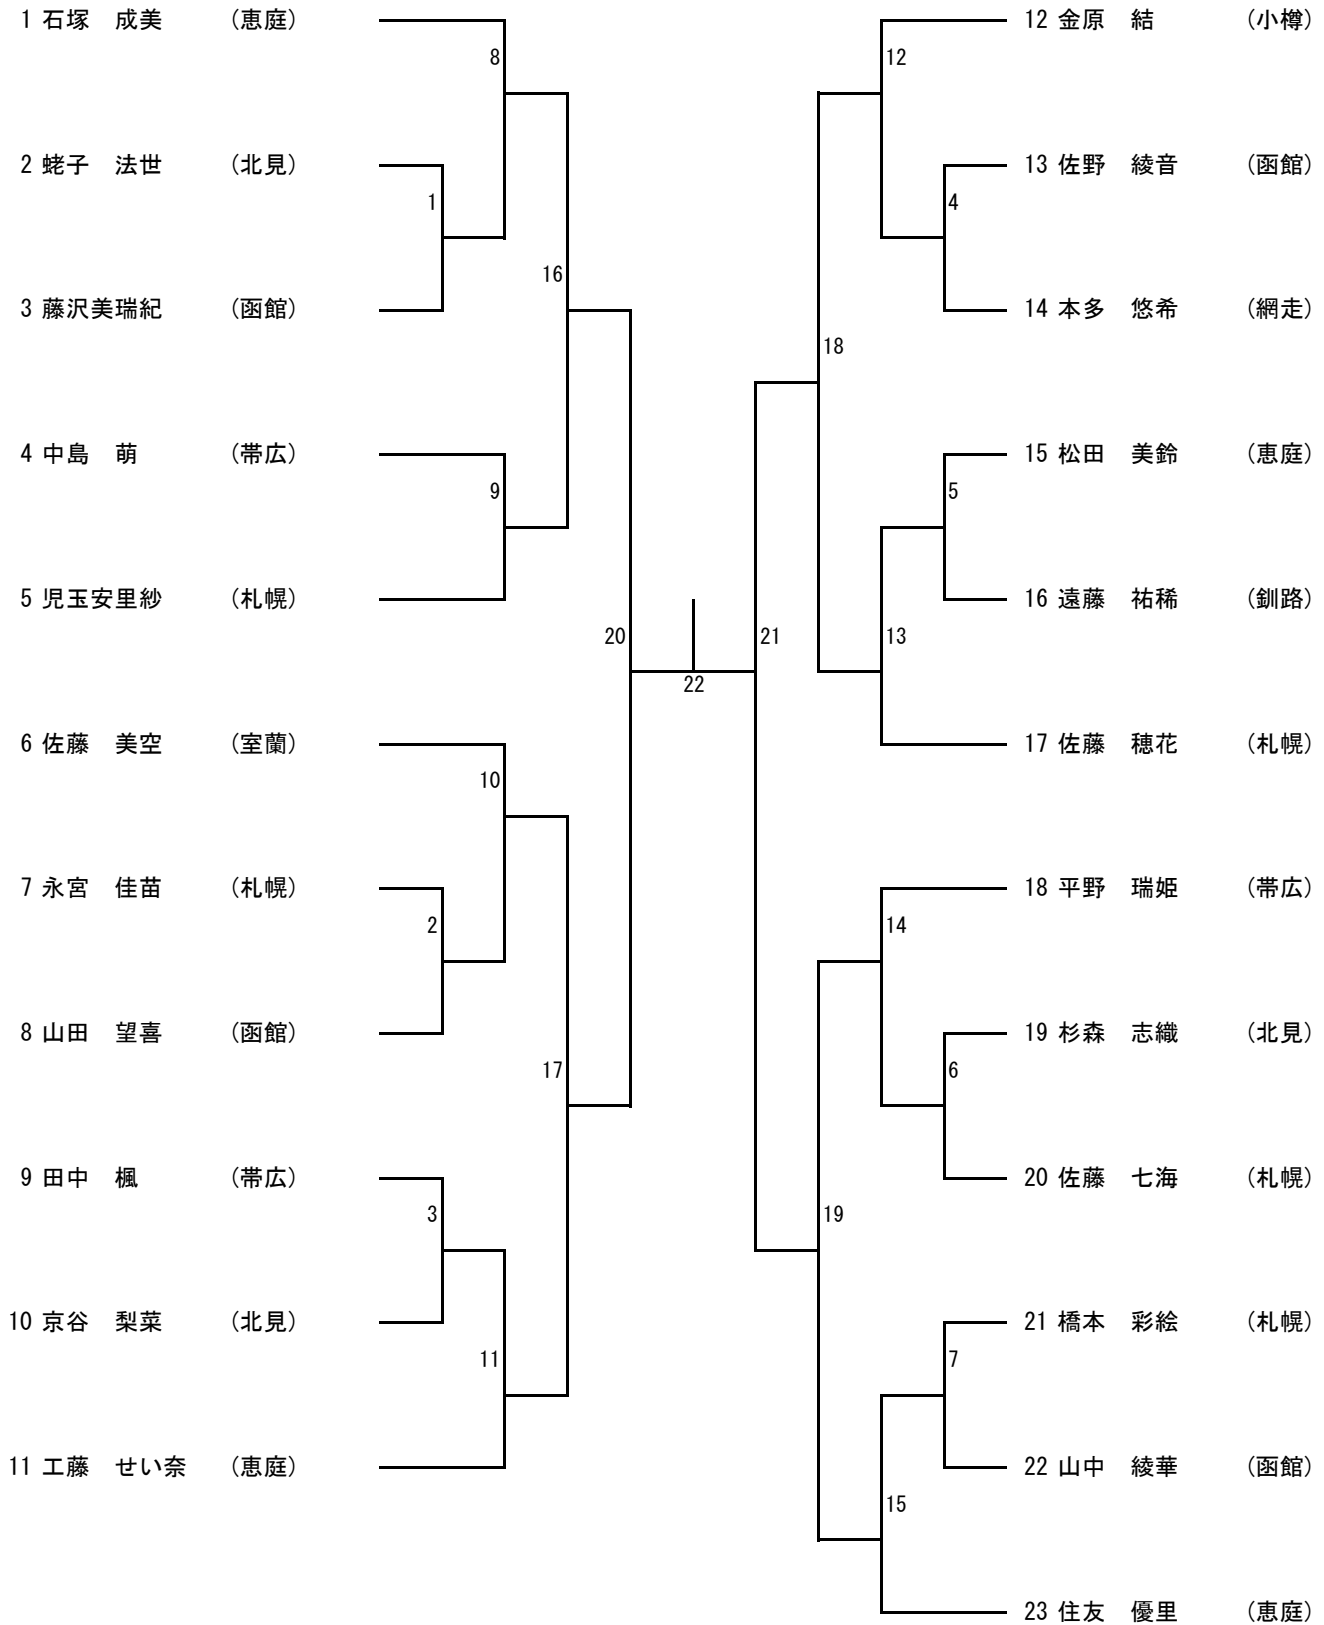 1 石塚　成美　（恵庭）
8
2 蛯子　法世　（北見）
1
3 藤沢美瑞紀　（函館）
16
4 中島　萌　（帯広）
9
5 児玉安里紗　（札幌）
20
6 佐藤　美空　（室蘭）
10
7 永宮　佳苗　（札幌）
2
8 山田　望喜　（函館）
17
9 田中　楓　（帯広）
3
10 京谷　梨菜　（北見）
11
11 工藤　せい奈　（恵庭）
22
12 金原　結　（小樽）
12
13 佐野　綾音　（函館）
4
14 本多　悠希　（網走）
18
15 松田　美鈴　（恵庭）
5
16 遠藤　祐稀　（釧路）
21
13
17 佐藤　穂花　（札幌）
18 平野　瑞姫　（帯広）
14
19 杉森　志織　（北見）
6
20 佐藤　七海　（札幌）
19
21 橋本　彩絵　（札幌）
7
22 山中　綾華　（函館）
15
23 住友　優里　（恵庭）